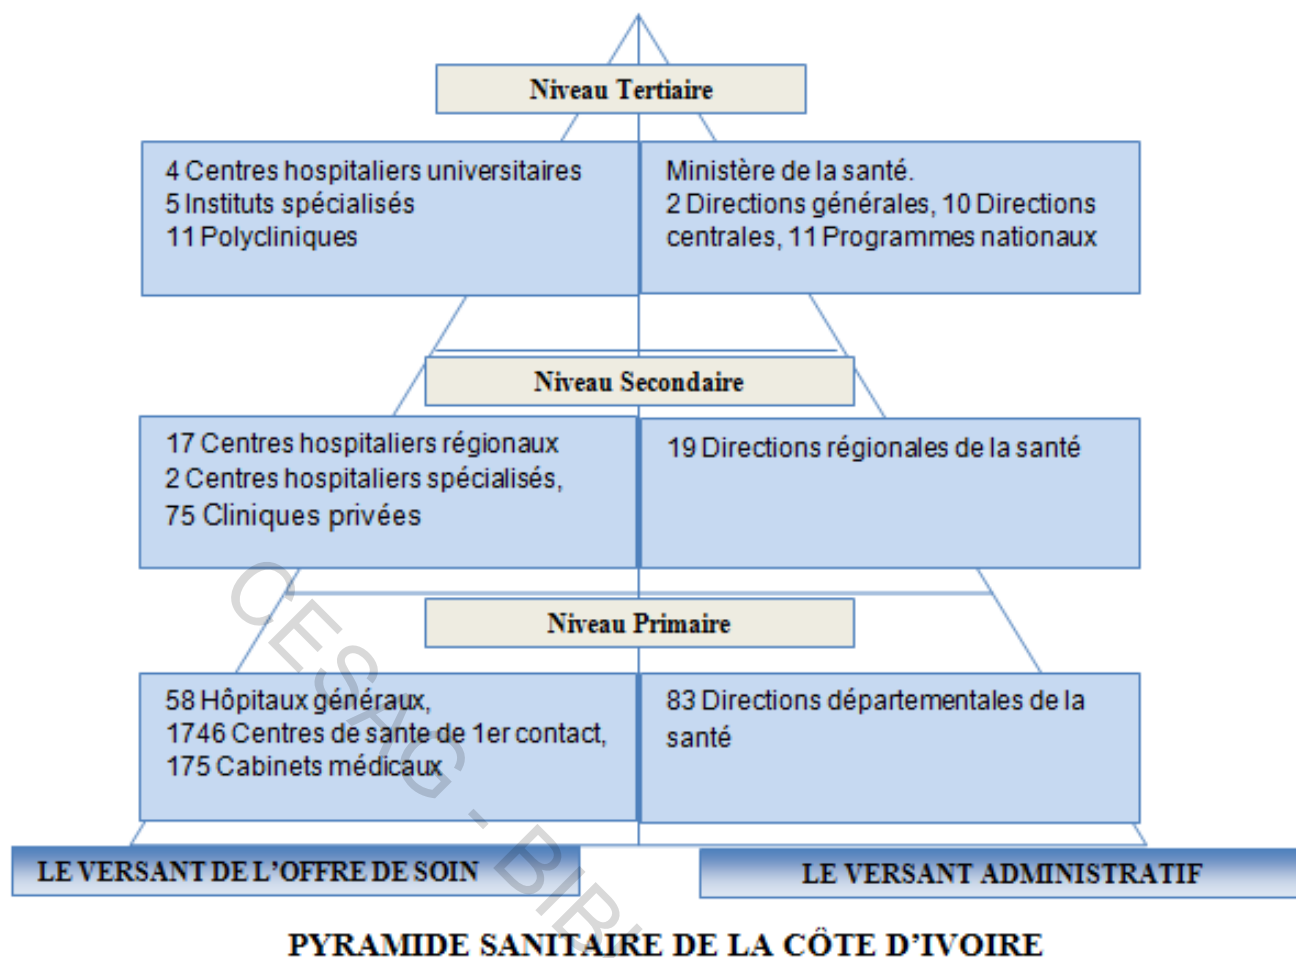 Niveau Tertiaire
4 Centres hospitaliers universitaires
5 Instituts spécialisés
11 Polycliniques
Ministère de la santé.
2 Directions générales, 10 Directions
centrales, 11 Programmes nationaux
Niveau Secondaire
17 Centres hospitaliers régionaux
2 Centres hospitaliers spécialisés,
75 Cliniques privées
19 Directions régionales de la santé
Niveau Primaire
58 Hôpitaux généraux,
1746 Centres de sante de 1er contact,
175 Cabinets médicaux
83 Directions départementales de la
santé
LE VERSANT DE L'OFFRE DE SOIN
LE VERSANT ADMINISTRATIF
PYRAMIDE SANITAIRE DE LA CÔTE D'IVOIRE
CESAG - BIBL